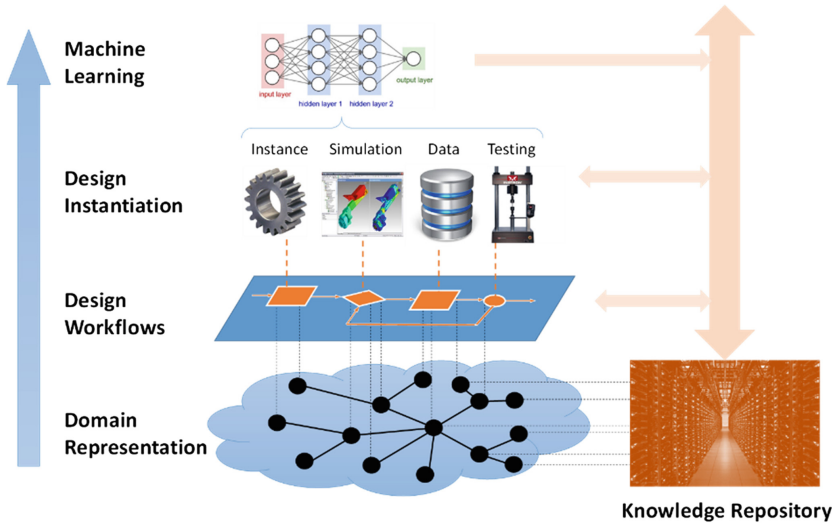 Machine
Learning
input layer
hidden layer 1
hidden layer 2
output layer
Instance
Simulation
Data
Testing
Design
Instantiation
Design
Workflows
Domain
Representation
Knowledge Repository